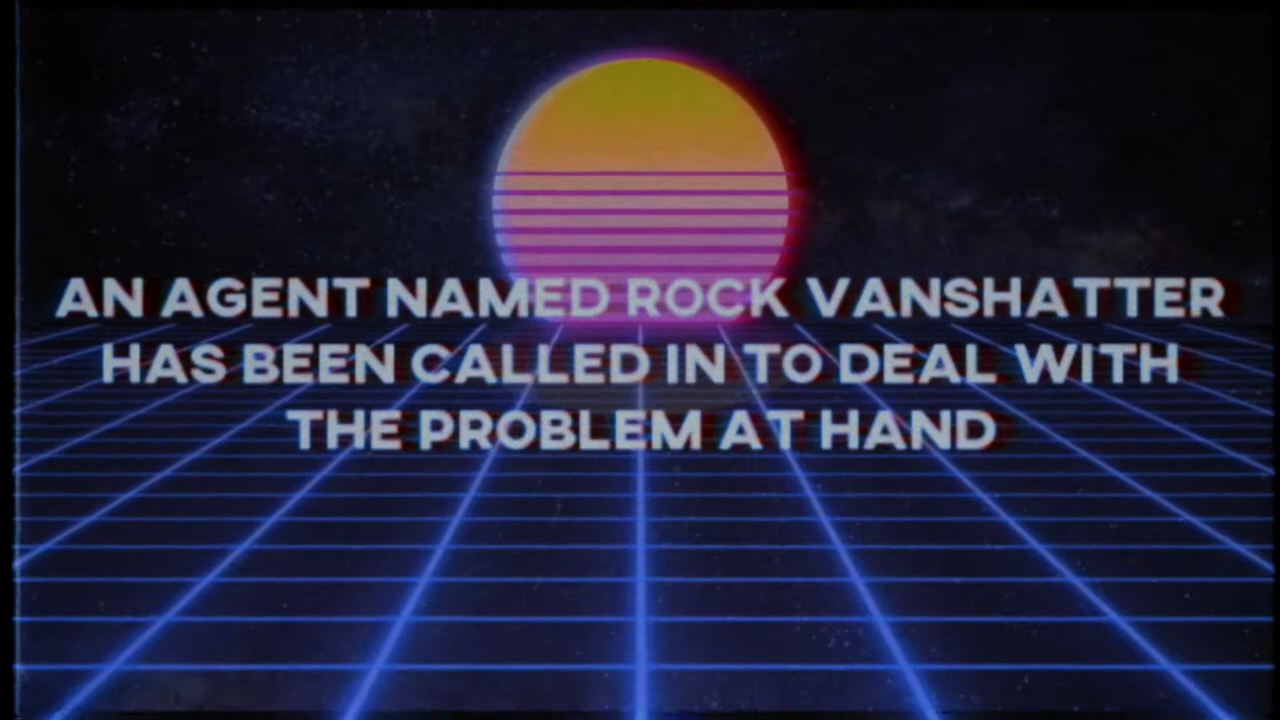 AN AGENT NAMED ROCK VANSHATTER
HAS BEEN CALLED IN TO DEAL WITH
THE PROBLEM AT HAND